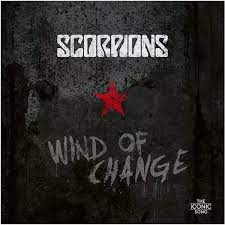 SCORPIONS
WIND OF
CHANGE
THE
ICONIC
SONG